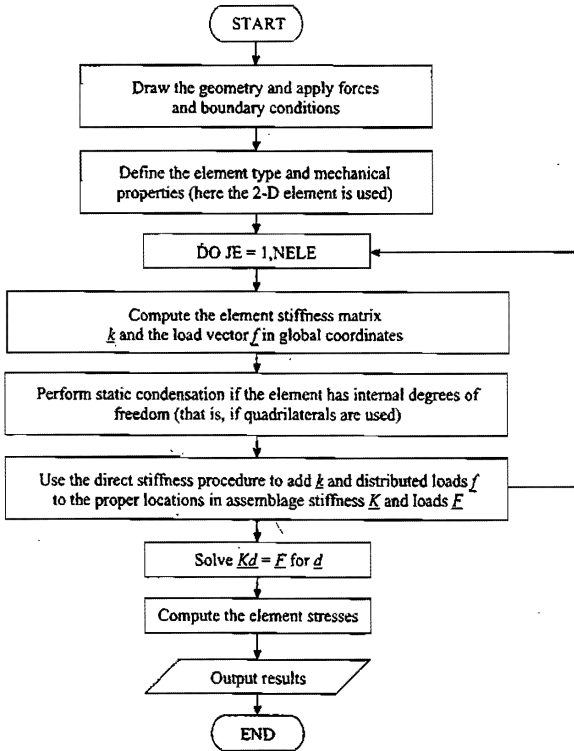 START
Draw the geometry and apply forces
and boundary conditions
Define the element type and mechanical
properties (here the 2-D element is used)
DO JE = 1,NELE
Compute the element stiffness matrix
k and the load vector f in global coordinates
Perform static condensation if the element has internal degrees of
freedom (that is, if quadrilaterals are used)
Use the direct stiffness procedure to add k and distributed loads f
to the proper locations in assemblage stiffness K and loads F
Solve Kd = F for d
Compute the element stresses
Output results
END